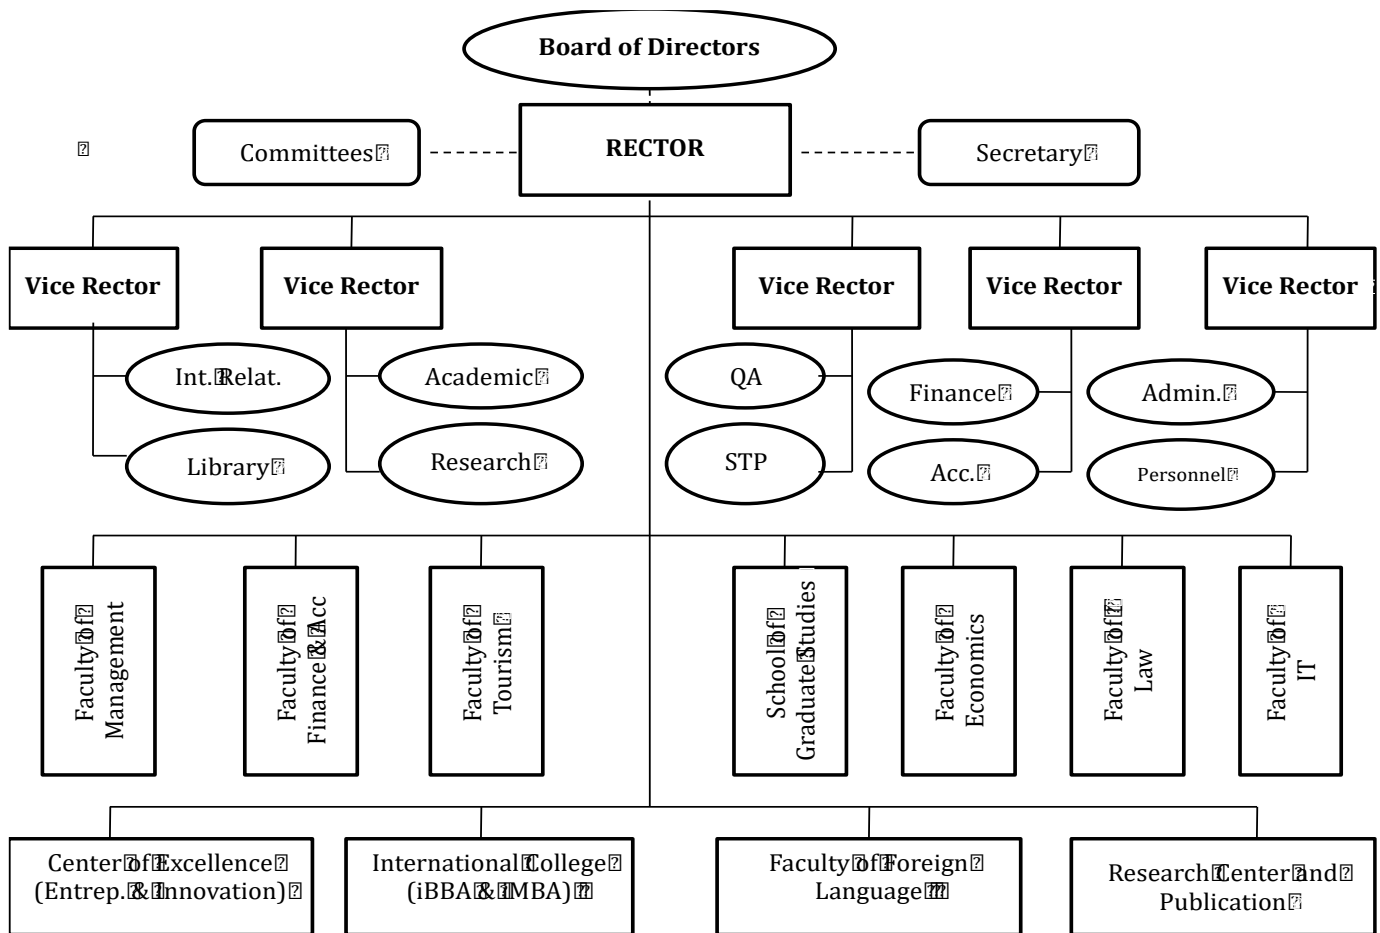 Board of Directors
Committees
RECTOR
Secretary
Vice Rector
Vice Rector
Vice Rector
Vice Rector
Vice Rector
Int. Relat.
Academic
QA
Finance
Admin.
Library
Research
STP
Acc.
Personnel
Faculty of
Management
Faculty of
Finance & Acc
Faculty of
Tourism
School of
Graduate Studies
Faculty of
Economics
Faculty of
Law
Faculty of
IT
Center of Excellence
(Entrep. & Innovation)
International College
(iBBA & iMBA)
Faculty of Foreign
Language
Research Center and
Publication